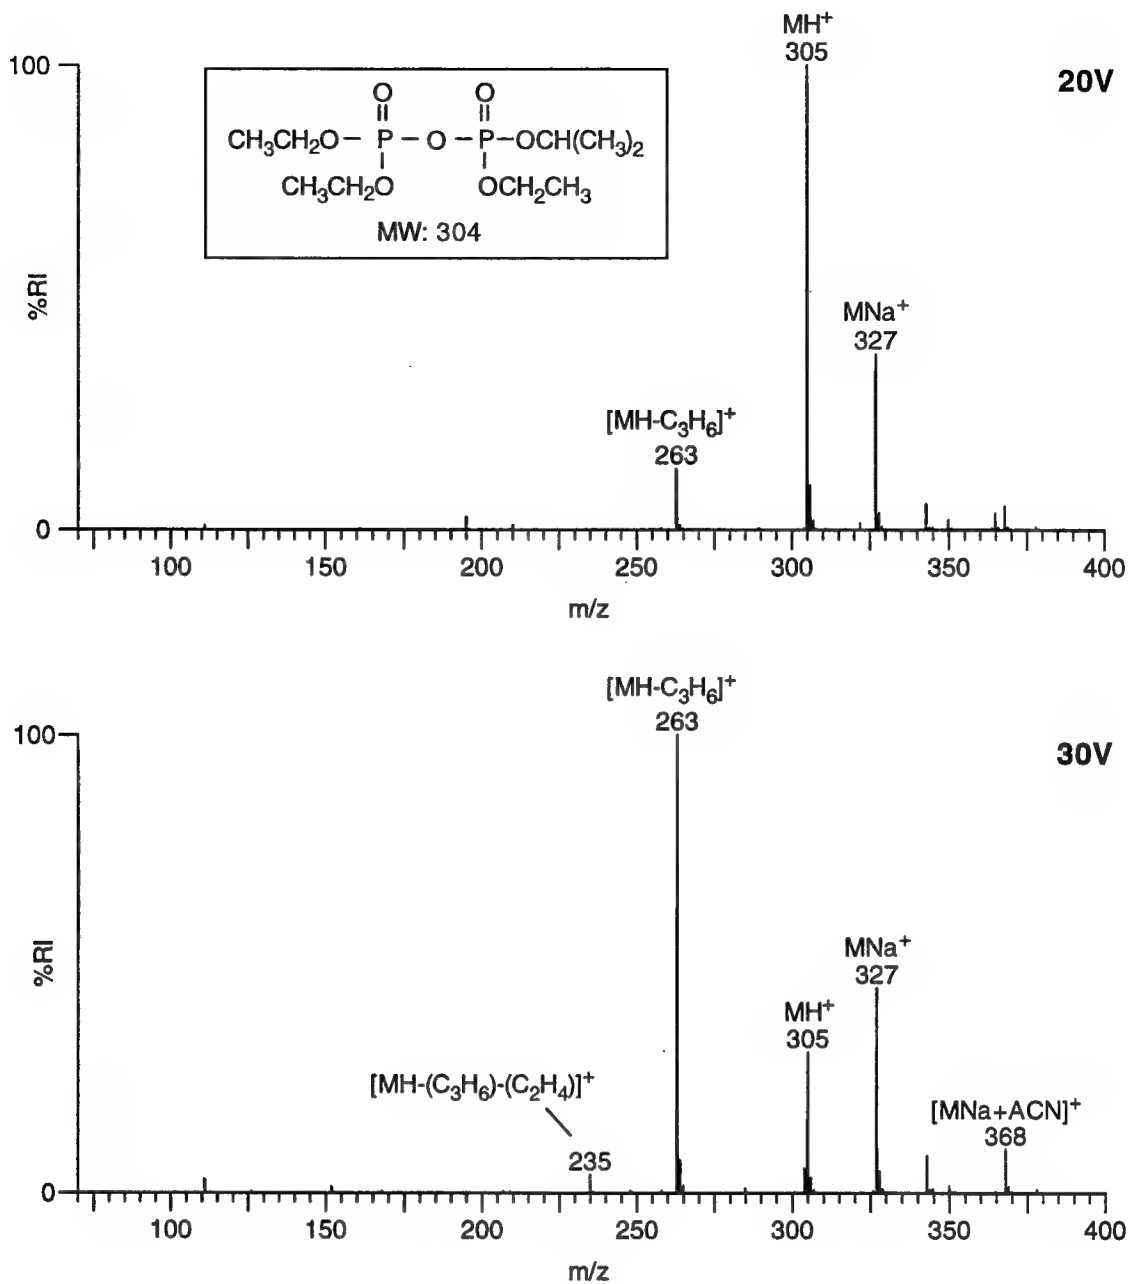 MH+
305
100
20V
O O
CH3CH2O–P–O–P–OCH(CH3)2
CH3CH2O OCH2CH3
MW: 304
%RI
MNa+
327
[MH-C3H6]+
263
0
100 150 200 250 300 350 400
m/z
[MH-C3H6]+
263
100
30V
%RI
MNa+
327
MH+
305
[MH-(C3H6)-(C2H4)]+
235
[MNa+ACN]+
368
0
100 150 200 250 300 350 400
m/z